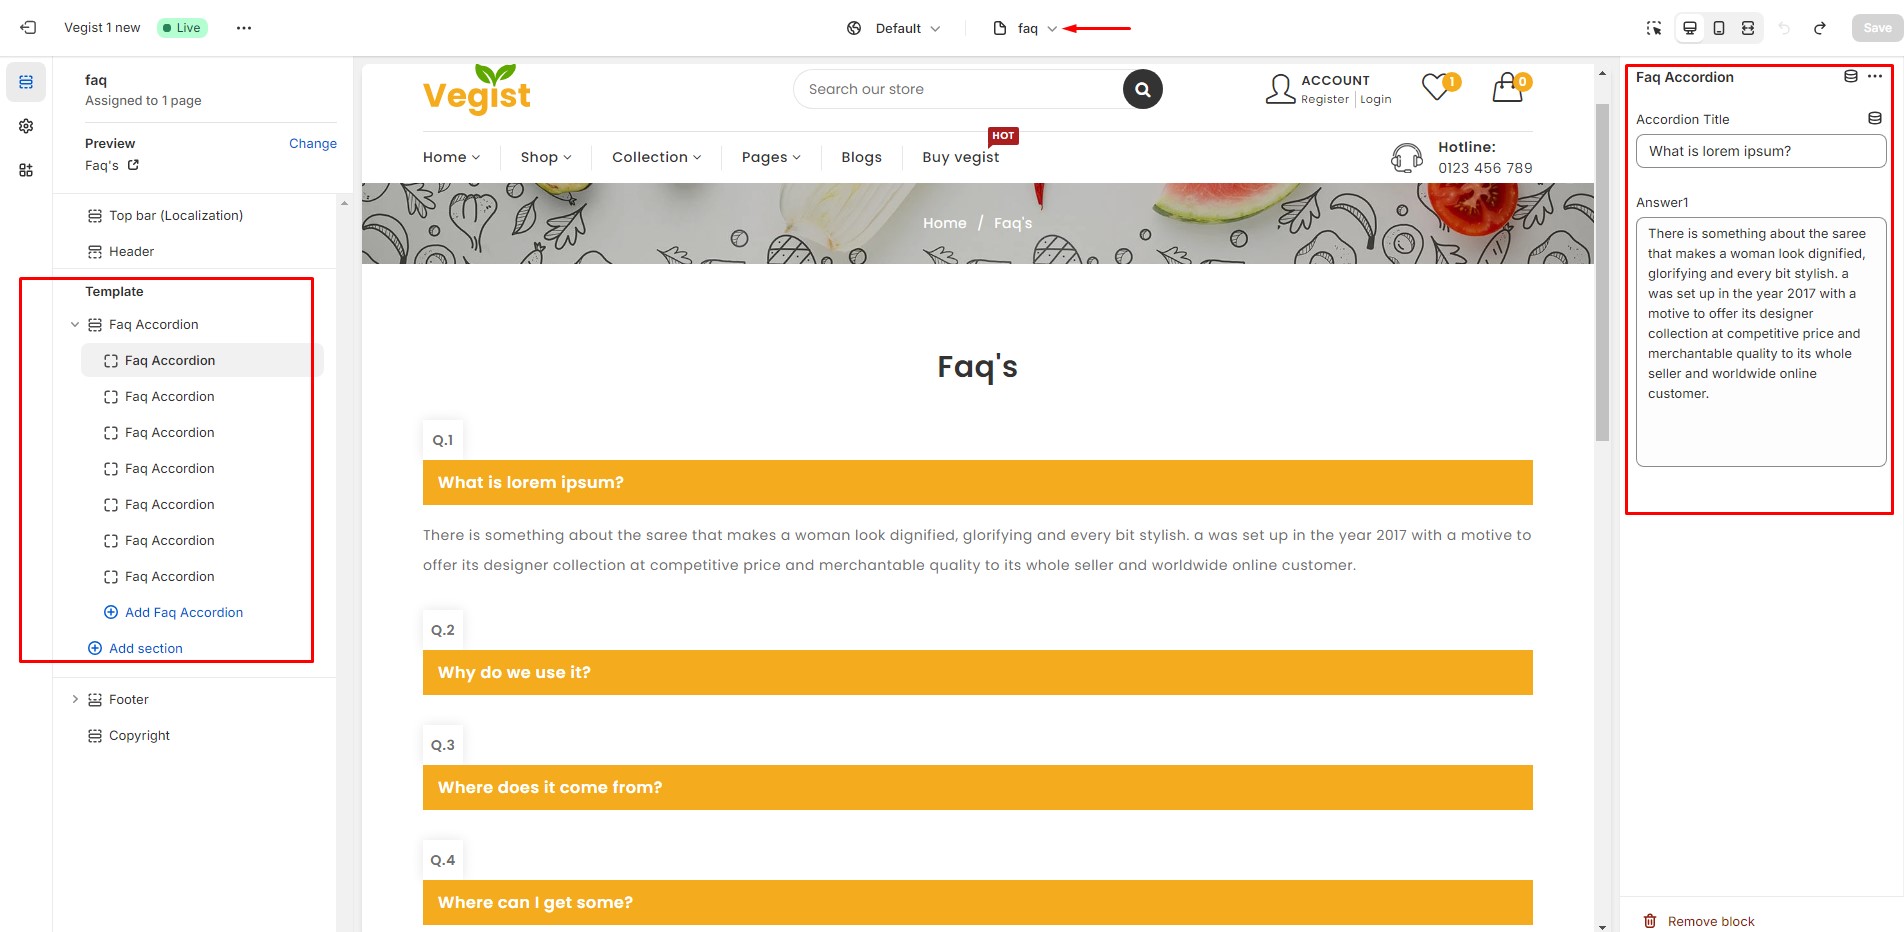 Vegist 1 new
Live
Default
faq
Save
faq
Assigned to 1 page
Preview
Change
Faq's
Top bar (Localization)
Header
Template
Faq Accordion
Faq Accordion
Faq Accordion
Faq Accordion
Faq Accordion
Faq Accordion
Faq Accordion
Faq Accordion
Add Faq Accordion
Add section
Footer
Copyright
Vegist
Search our store
ACCOUNT
Register
Login
1
0
HOT
Home
Shop
Collection
Pages
Blogs
Buy vegist
Hotline:
0123 456 789
Home / Faq's
Faq's
Q.1
What is lorem ipsum?
There is something about the saree that makes a woman look dignified, glorifying and every bit stylish. a was set up in the year 2017 with a motive to
offer its designer collection at competitive price and merchantable quality to its whole seller and worldwide online customer.
Q.2
Why do we use it?
Q.3
Where does it come from?
Q.4
Where can I get some?
Faq Accordion
Accordion Title
What is lorem ipsum?
Answer1
There is something about the saree
that makes a woman look dignified,
glorifying and every bit stylish. a
was set up in the year 2017 with a
motive to offer its designer
collection at competitive price and
merchantable quality to its whole
seller and worldwide online
customer.
Remove block